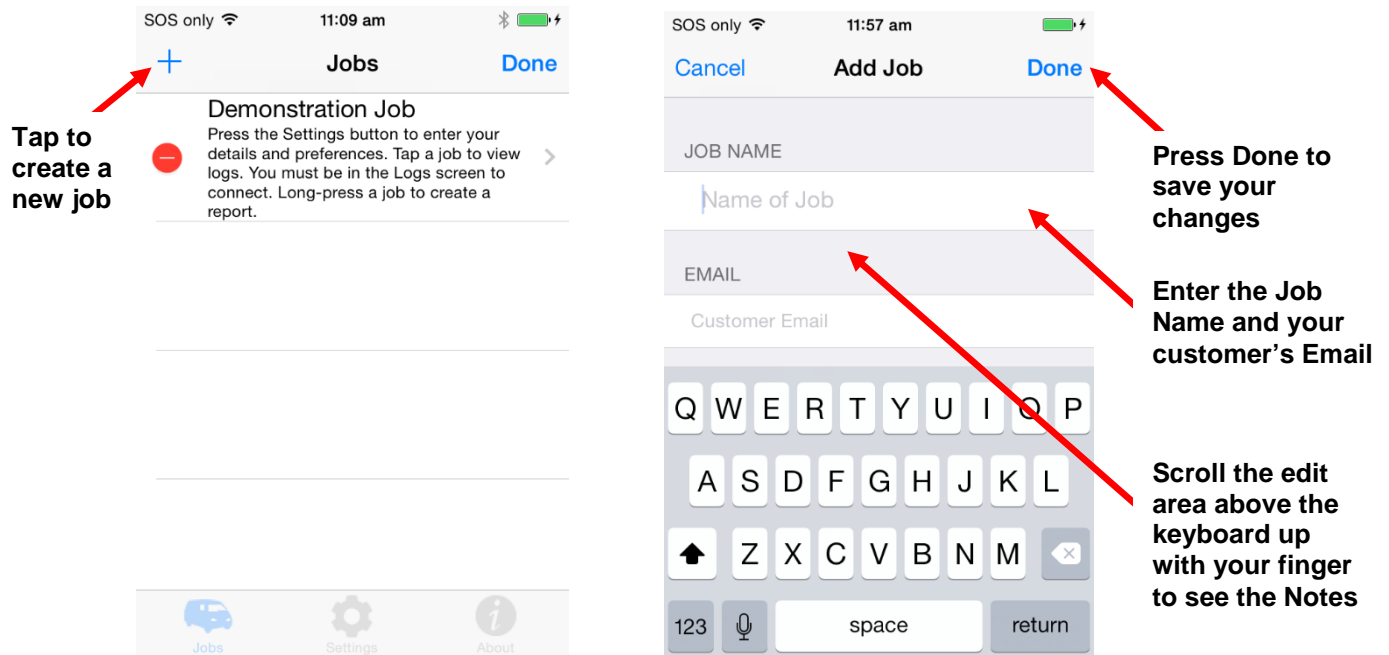 SOS only
11:09 am
Jobs
Done
Tap to
create a
new job
Demonstration Job
Press the Settings button to enter your
details and preferences. Tap a job to view
logs. You must be in the Logs screen to
connect. Long-press a job to create a
report.
Jobs
Settings
About
SOS only
11:57 am
Cancel
Add Job
Done
JOB NAME
Name of Job
EMAIL
Customer Email
Q W E R T Y U I O P
A S D F G H J K L
Z X C V B N M
123
space
return
Press Done to
save your
changes
Enter the Job
Name and your
customer’s Email
Scroll the edit
area above the
keyboard up
with your finger
to see the Notes